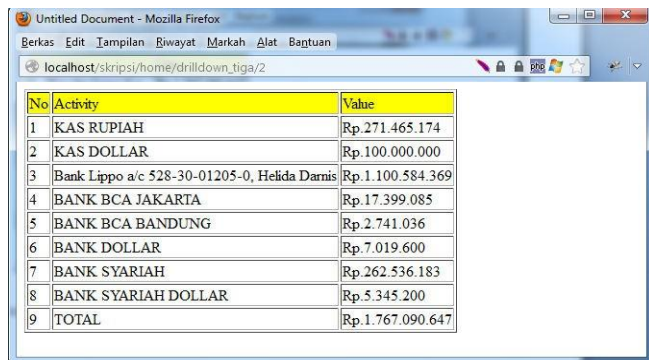 Untitled Document - Mozilla Firefox
Berkas Edit Tampilan Riwayat Markah Alat Bantuan
localhost/skripsi/home/drilldown_tiga/2
php
No Activity Value
1 KAS RUPIAH Rp.271.465.174
2 KAS DOLLAR Rp.100.000.000
3 Bank Lippo a/c 528-30-01205-0, Helida Darnis Rp.1.100.584.369
4 BANK BCA JAKARTA Rp.17.399.085
5 BANK BCA BANDUNG Rp.2.741.036
6 BANK DOLLAR Rp.7.019.600
7 BANK SYARIAH Rp.262.536.183
8 BANK SYARIAH DOLLAR Rp.5.345.200
9 TOTAL Rp.1.767.090.647